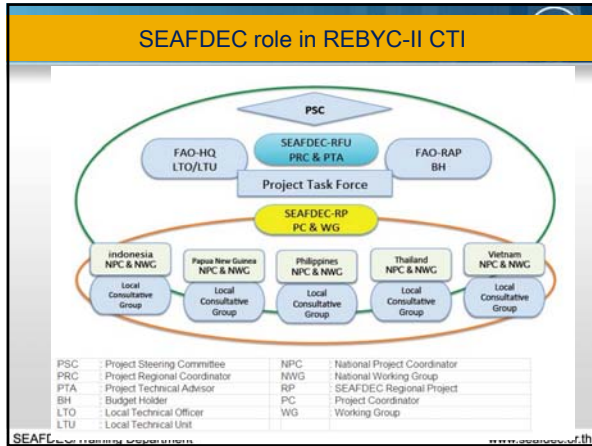 SEAFDEC role in REBYC-II CTI
PSC
FAO-HQ
LTO/LTU
SEAFDEC-RFU
PRC & PTA
FAO-RAP
BH
Project Task Force
SEAFDEC-RP
PC & WG
indonesia
NPC & NWG
Papua New Guinea
NPC & NWG
Philippines
NPC & NWG
Thailand
NPC & NWG
Vietnam
NPC & NWG
Local
Consultative
Group
Local
Consultative
Group
Local
Consultative
Group
Local
Consultative
Group
Local
Consultative
Group
PSC : Project Steering Committee NPC : National Project Coordinator
PRC : Project Regional Coordinator NWG : National Working Group
PTA : Project Technical Advisor RP : SEAFDEC Regional Project
BH : Budget Holder PC : Project Coordinator
LTO : Local Technical Officer WG : Working Group
LTU : Local Technical Unit
SEAFDEC/Training Department www.seafdec.or.th